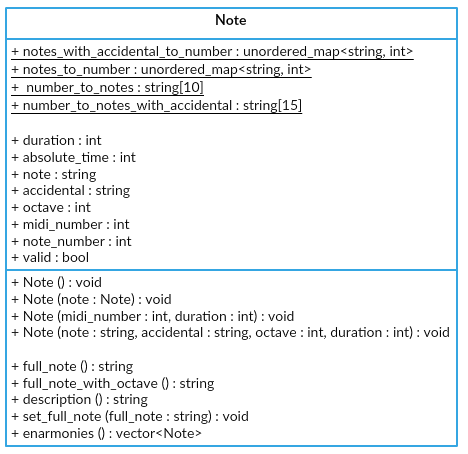 Note
+ notes_with_accidental_to_number : unordered_map<string, int>
+ notes_to_number : unordered_map<string, int>
+ number_to_notes : string[10]
+ number_to_notes_with_accidental : string[15]
+ duration : int
+ absolute_time : int
+ note : string
+ accidental : string
+ octave : int
+ midi_number : int
+ note_number : int
+ valid : bool
+ Note () : void
+ Note (note : Note) : void
+ Note (midi_number : int, duration : int) : void
+ Note (note : string, accidental : string, octave : int, duration : int) : void
+ full_note () : string
+ full_note_with_octave () : string
+ description () : string
+ set_full_note (full_note : string) : void
+ enarmonies () : vector<Note>